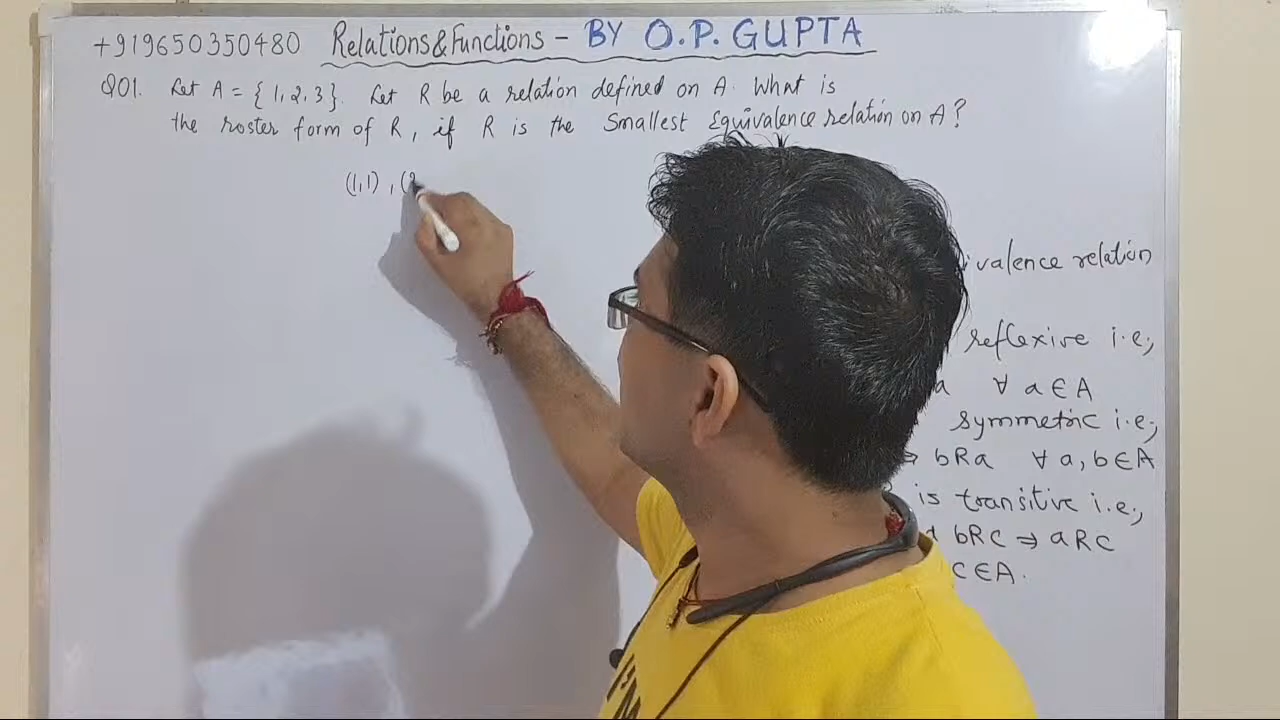 +919650350480 Relations & Functions - BY O.P. GUPTA
Q01. Let A = { 1, 2, 3 }. Let R be a relation defined on A. What is
the roster form of R, if R is the Smallest Equivalence relation on A?
(1,1) , (2
ivalence relation
reflexive i.e;
a ∀ a∈A
symmetric i.e;
⇒ bRa ∀ a, b∈A
is transitive i.e;
bRc ⇒ aRc
c∈A.